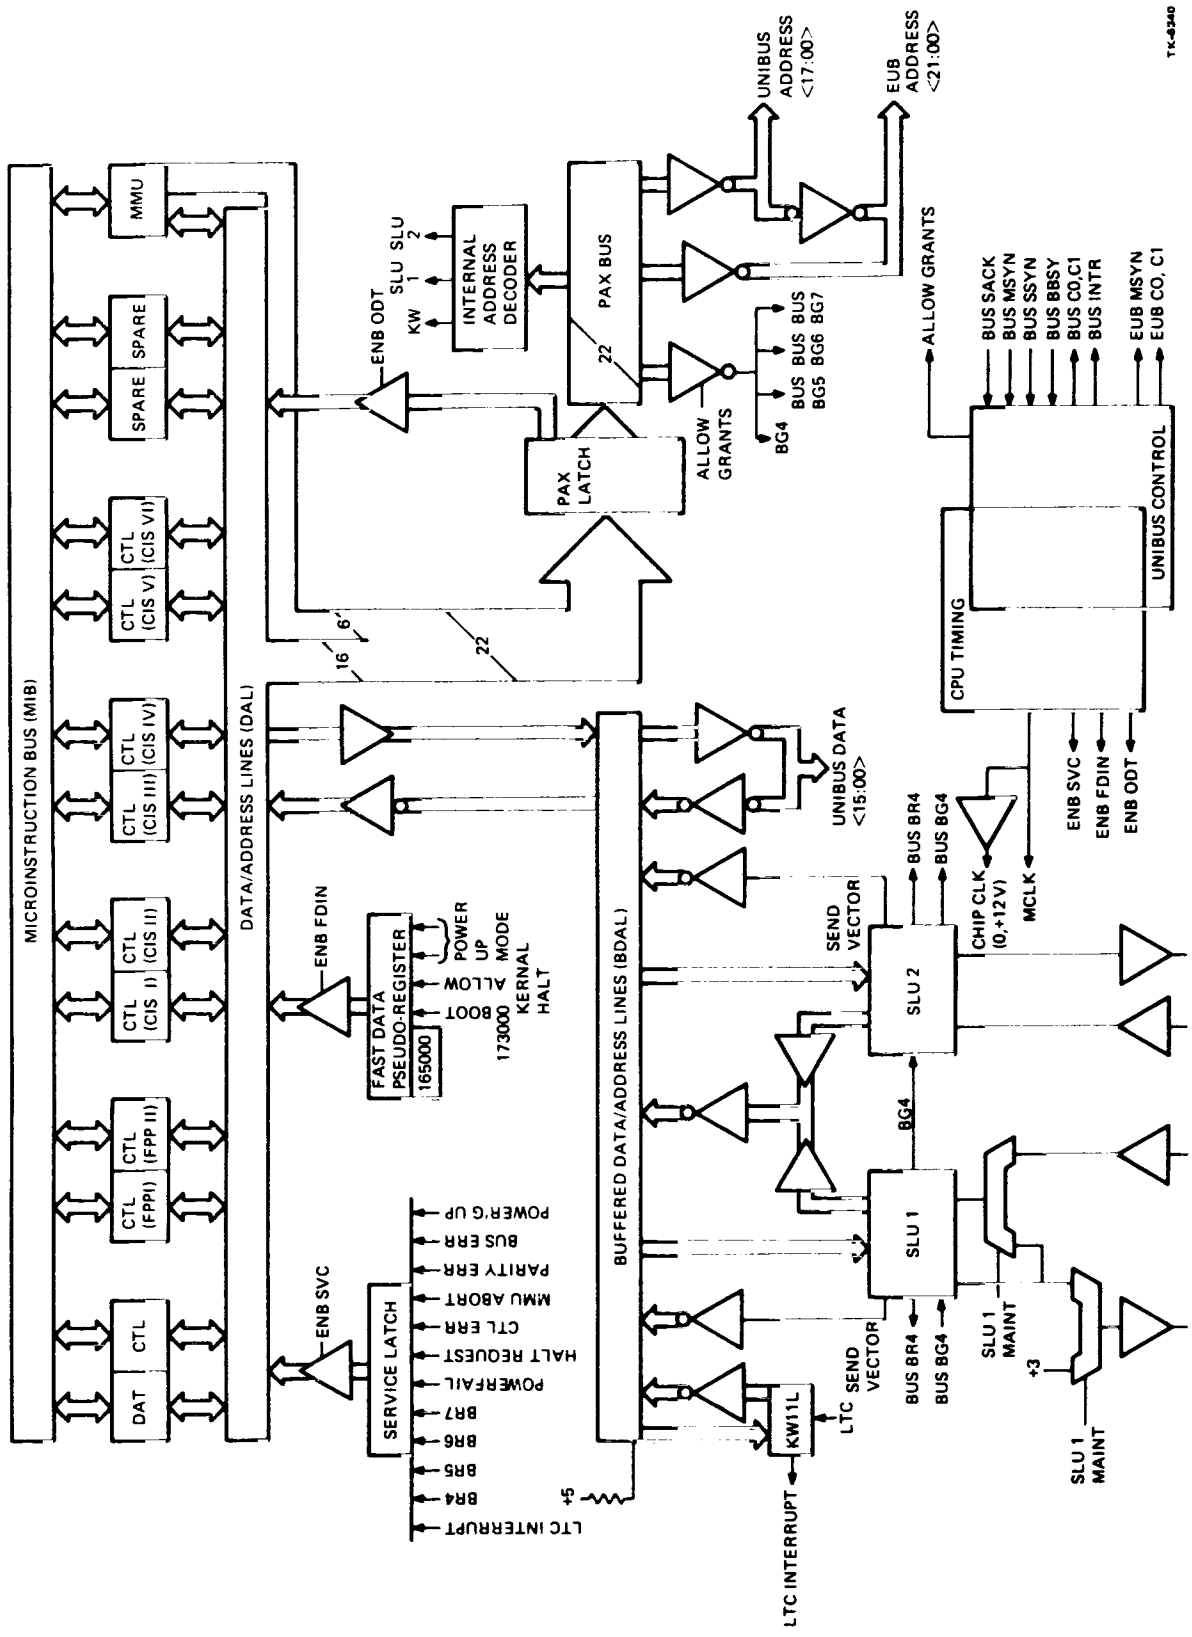 MICROINSTRUCTION BUS (MIB)
DAT
CTL
CTL
(FPPI)
CTL
(FPP II)
CTL
(CIS I)
CTL
(CIS II)
CTL
(CIS III)
CTL
(CIS IV)
CTL
(CIS V)
CTL
(CIS VI)
SPARE
SPARE
MMU
DATA/ADDRESS LINES (DAL)
ENB SVC
SERVICE LATCH
LTC INTERRUPT
BR4
BR5
BR6
BR7
POWERFAIL
HALT REQUEST
CTL ERR
MMU ABORT
PARITY ERR
BUS ERR
POWER'G UP
ENB FDIN
FAST DATA
PSEUDO-REGISTER
165000
BOOT
173000
ALLOW
KERNAL
HALT
POWER
UP
MODE
16
6
22
ENB ODT
KW
SLU
1
SLU
2
INTERNAL
ADDRESS
DECODER
PAX
LATCH
22
PAX BUS
UNIBUS
ADDRESS
<17:00>
EUB
ADDRESS
<21:00>
ALLOW
GRANTS
BG4
BUS
BG5
BUS
BG6
BUS
BG7
+5
BUFFERED DATA/ADDRESS LINES (BDAL)
UNIBUS DATA
<15:00>
KW11L
LTC
LTC INTERRUPT
SEND
VECTOR
SLU 1
BUS BR4
BUS BG4
BG4
SEND
VECTOR
SLU 2
BUS BR4
BUS BG4
SLU 1
MAINT
+3
SLU 1
MAINT
CHIP CLK
(0,+12V)
MCLK
ENB SVC
ENB FDIN
ENB ODT
CPU TIMING
UNIBUS CONTROL
ALLOW GRANTS
BUS SACK
BUS MSYN
BUS SSYN
BUS BBSY
BUS C0,C1
BUS INTR
EUB MSYN
EUB C0, C1
TK-6340